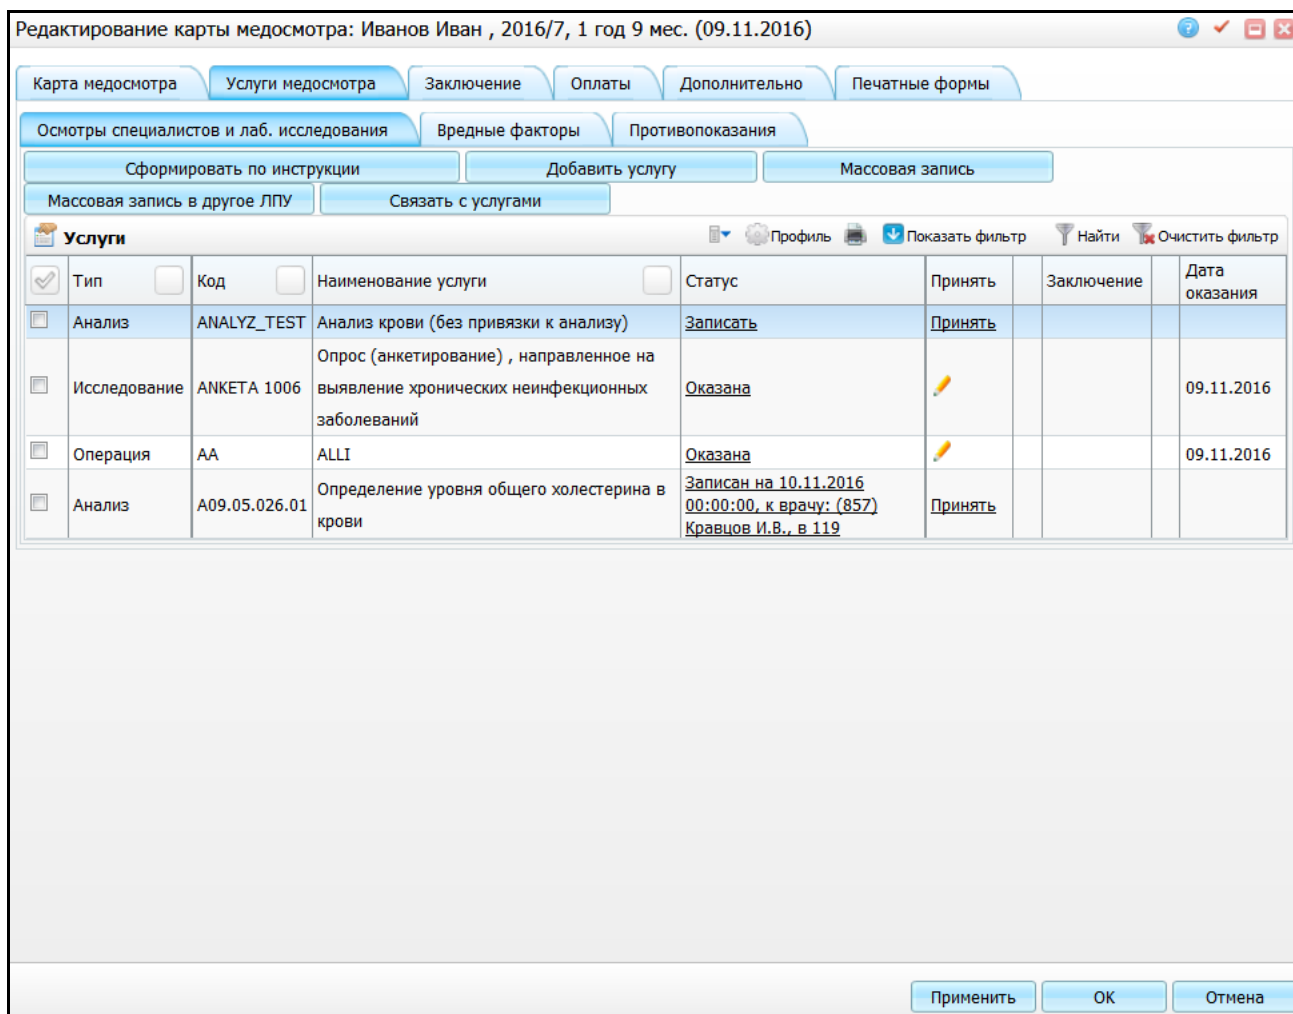 Редактирование карты медосмотра: Иванов Иван , 2016/7, 1 год 9 мес. (09.11.2016)
Карта медосмотра Услуги медосмотра Заключение Оплаты Дополнительно Печатные формы
Осмотры специалистов и лаб. исследования Вредные факторы Противопоказания
Сформировать по инструкции Добавить услугу Массовая запись
Массовая запись в другое ЛПУ Связать с услугами
Услуги Профиль Показать фильтр Найти Очистить фильтр
Тип Код Наименование услуги Статус Принять Заключение Дата
оказания
Анализ ANALYZ_TEST Анализ крови (без привязки к анализу) Записать Принять
Опрос (анкетирование) , направленное на
Исследование ANKETA 1006 выявление хронических неинфекционных Оказана 09.11.2016
заболеваний
Операция AA ALLI Оказана 09.11.2016
Анализ A09.05.026.01 Определение уровня общего холестерина в
крови
Записан на 10.11.2016
00:00:00, к врачу: (857)
Кравцов И.В., в 119
Принять
Применить ОК Отмена